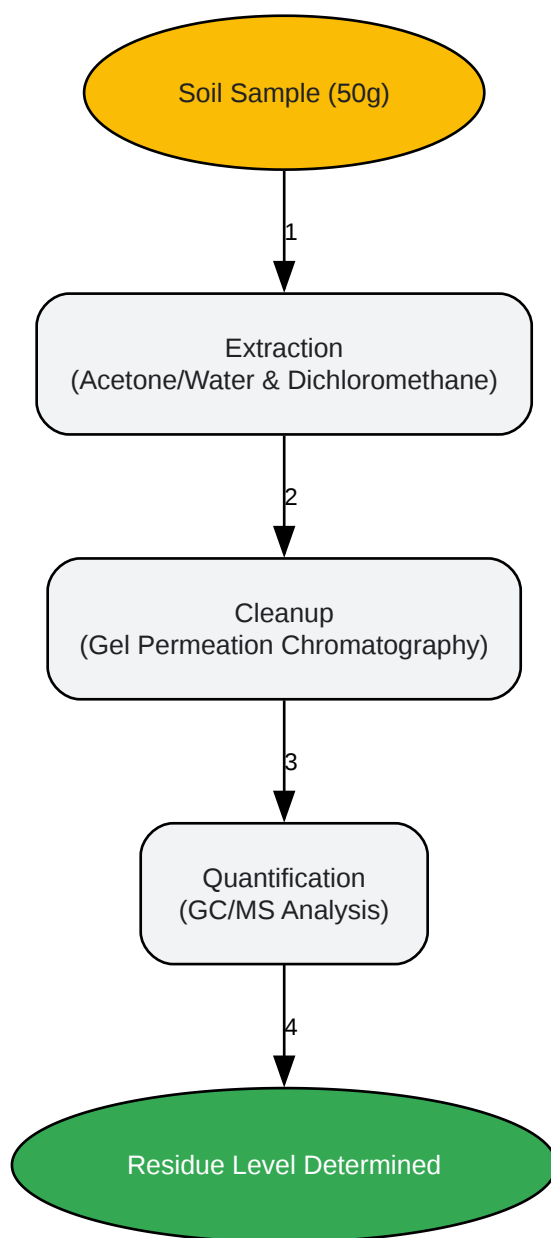 Soil Sample (50g)
1
Extraction
(Acetone/Water & Dichloromethane)
2
Cleanup
(Gel Permeation Chromatography)
3
Quantification
(GC/MS Analysis)
4
Residue Level Determined